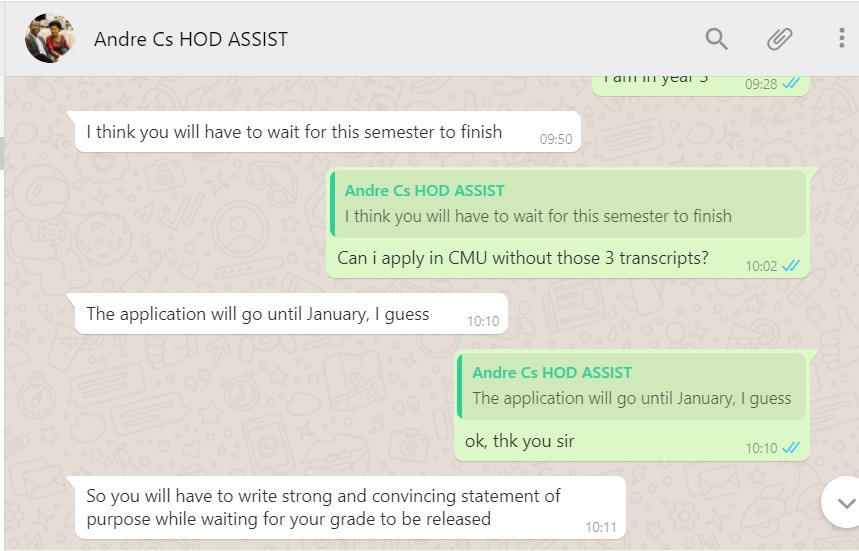 Andre Cs HOD ASSIST
I am in year 3
09:28
I think you will have to wait for this semester to finish
09:50
Andre Cs HOD ASSIST
I think you will have to wait for this semester to finish
Can i apply in CMU without those 3 transcripts?
10:02
The application will go until January, I guess
10:10
Andre Cs HOD ASSIST
The application will go until January, I guess
ok, thk you sir
10:10
So you will have to write strong and convincing statement of
purpose while waiting for your grade to be released
10:11